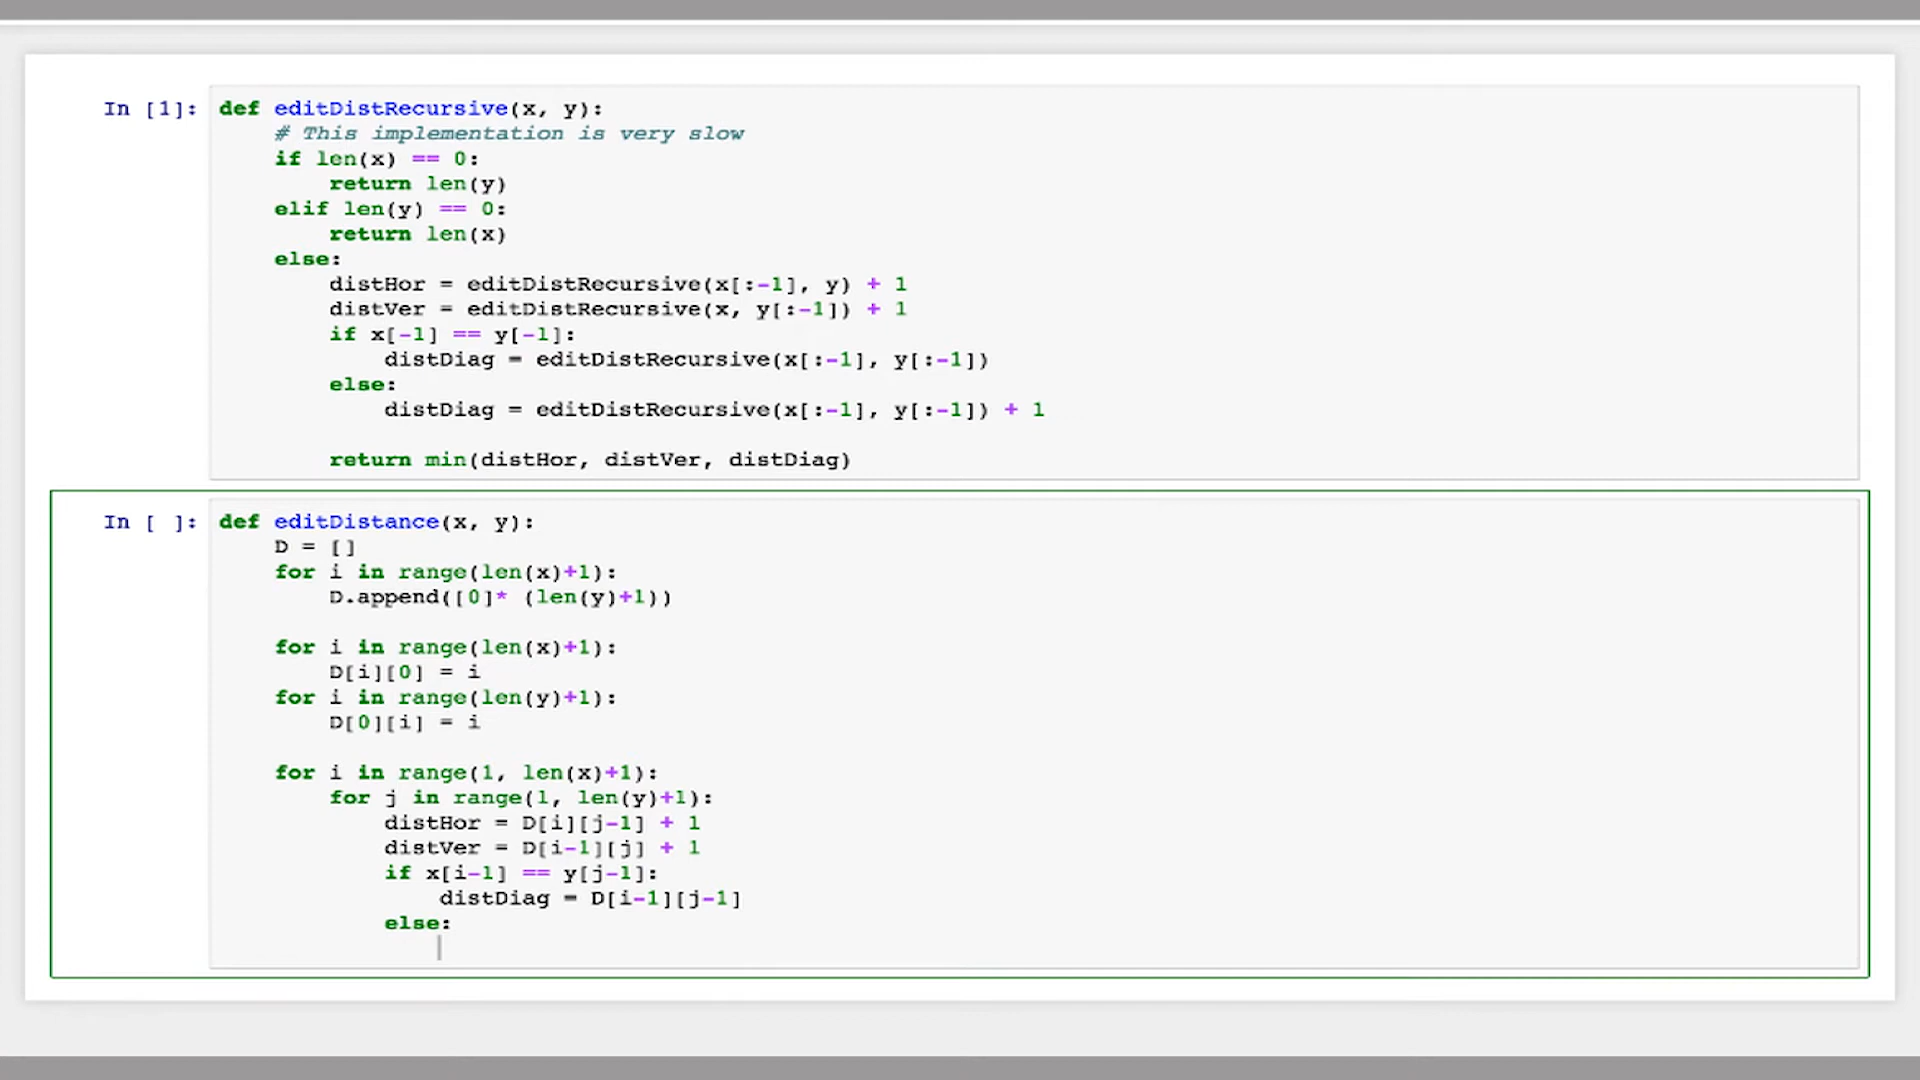 In [1]: def editDistRecursive(x, y):
    # This implementation is very slow
    if len(x) == 0:
        return len(y)
    elif len(y) == 0:
        return len(x)
    else:
        distHor = editDistRecursive(x[:-1], y) + 1
        distVer = editDistRecursive(x, y[:-1]) + 1
        if x[-1] == y[-1]:
            distDiag = editDistRecursive(x[:-1], y[:-1])
        else:
            distDiag = editDistRecursive(x[:-1], y[:-1]) + 1
        return min(distHor, distVer, distDiag)
In [ ]: def editDistance(x, y):
    D = []
    for i in range(len(x)+1):
        D.append([0]* (len(y)+1))
    for i in range(len(x)+1):
        D[i][0] = i
    for i in range(len(y)+1):
        D[0][i] = i
    for i in range(1, len(x)+1):
        for j in range(1, len(y)+1):
            distHor = D[i][j-1] + 1
            distVer = D[i-1][j] + 1
            if x[i-1] == y[j-1]:
                distDiag = D[i-1][j-1]
            else: